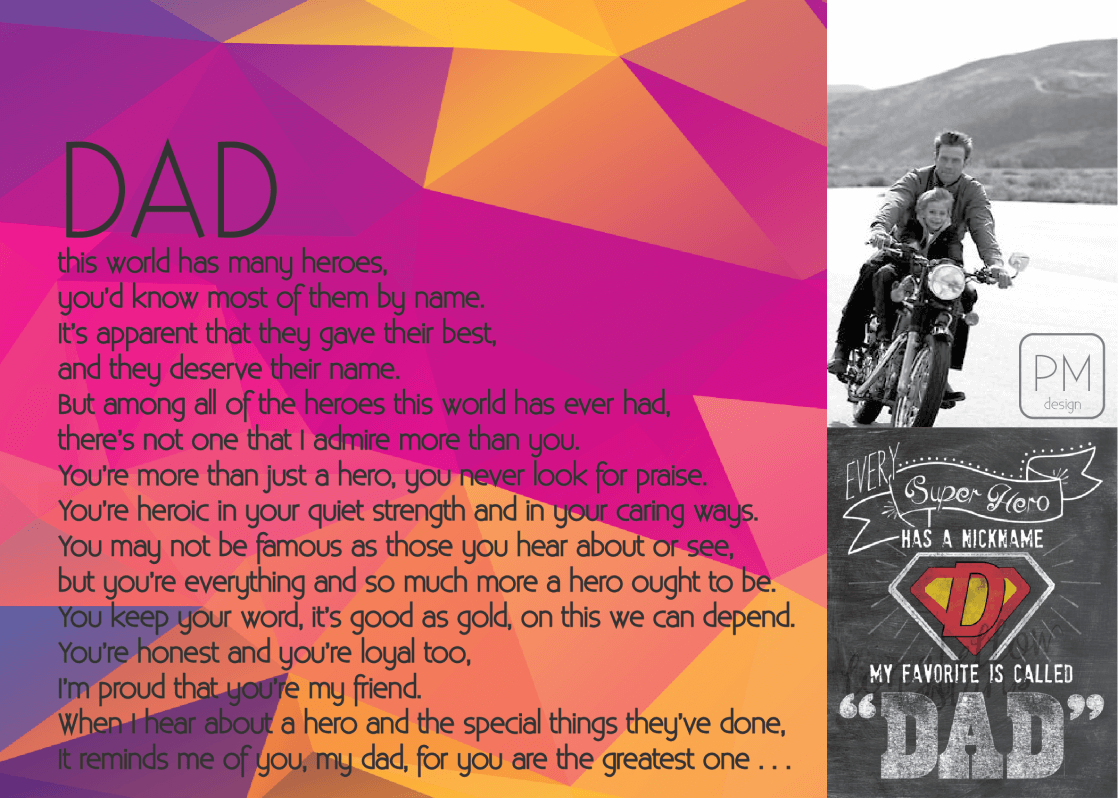 DAD
this world has many heroes,
you'd know most of them by name.
It's apparent that they gave their best,
and they deserve their name.
But among all of the heroes this world has ever had,
there's not one that I admire more than you.
You're more than just a hero, you never look for praise.
You're heroic in your quiet strength and in your caring ways.
You may not be famous as those you hear about or see,
but you're everything and so much more a hero ought to be.
You keep your word, it's good as gold, on this we can depend.
You're honest and you're loyal too,
I'm proud that you're my friend.
When I hear about a hero and the special things they've done,
It reminds me of you, my dad, for you are the greatest one . . .
PM
design
EVERY
Super Hero
HAS A NICKNAME
D
MY FAVORITE IS CALLED
“DAD”